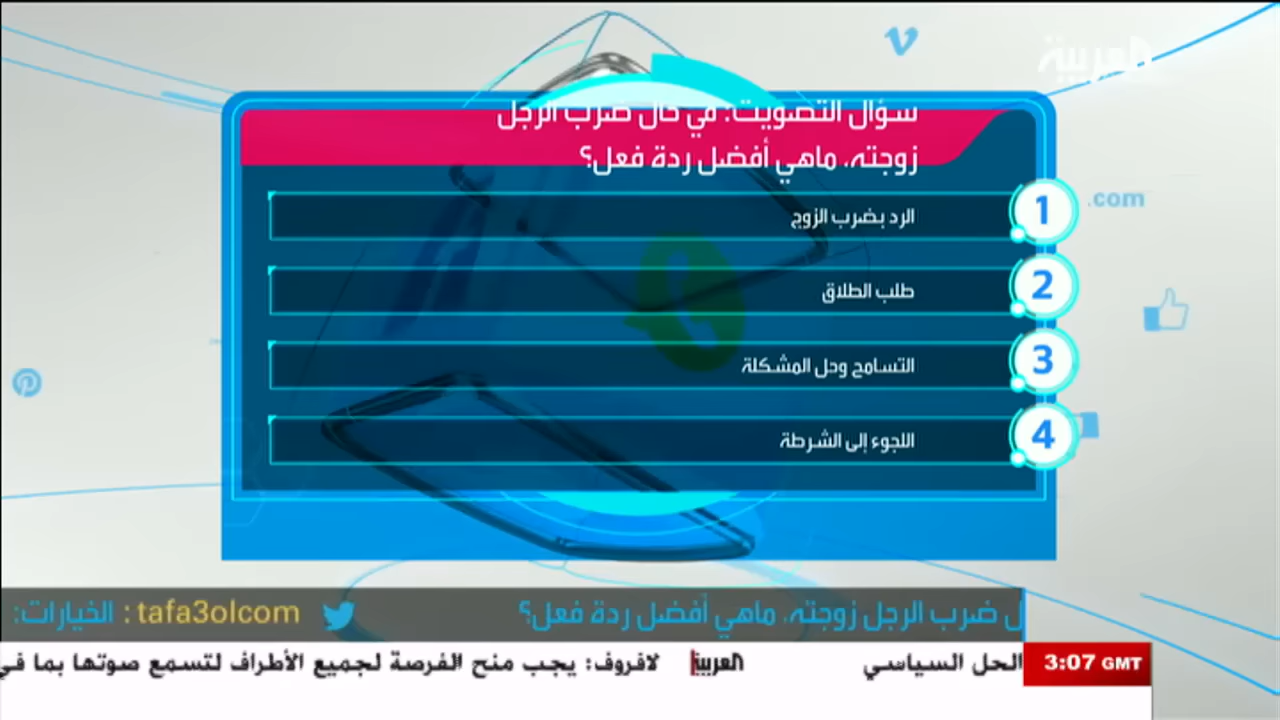 العربية
سؤال التصويت: في حال ضرب الرجل
زوجته، ماهي أفضل ردة فعل؟
1 الرد بضرب الزوج
.com
2 طلب الطلاق
3 التسامح وحل المشكلة
4 اللجوء إلى الشرطة
ل ضرب الرجل زوجته، ماهي أفضل ردة فعل؟ tafa3olcom : الخيارات:
3:07 GMT الحل السياسي العربية لافروف: يجب منح الفرصة لجميع الأطراف لتسمع صوتها بما في